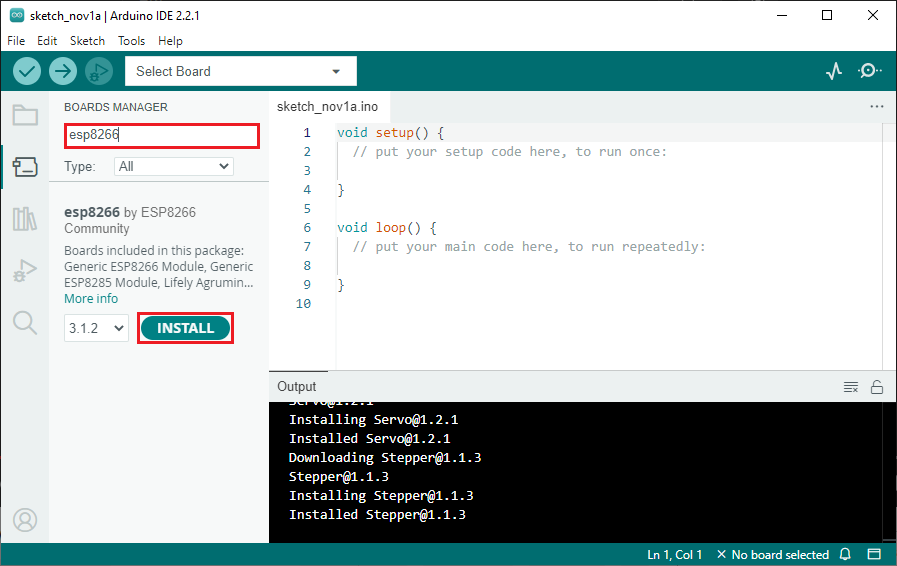 sketch_nov1a | Arduino IDE 2.2.1
File Edit Sketch Tools Help
Select Board
BOARDS MANAGER
esp8266
Type: All
esp8266 by ESP8266
Community
Boards included in this package:
Generic ESP8266 Module, Generic
ESP8285 Module, Lifely Agrumin...
More info
3.1.2 INSTALL
sketch_nov1a.ino
1 void setup() {
2 // put your setup code here, to run once:
3
4 }
5
6 void loop() {
7 // put your main code here, to run repeatedly:
8
9 }
10
Output
Servo@1.2.1
Installing Servo@1.2.1
Installed Servo@1.2.1
Downloading Stepper@1.1.3
Stepper@1.1.3
Installing Stepper@1.1.3
Installed Stepper@1.1.3
Ln 1, Col 1 × No board selected